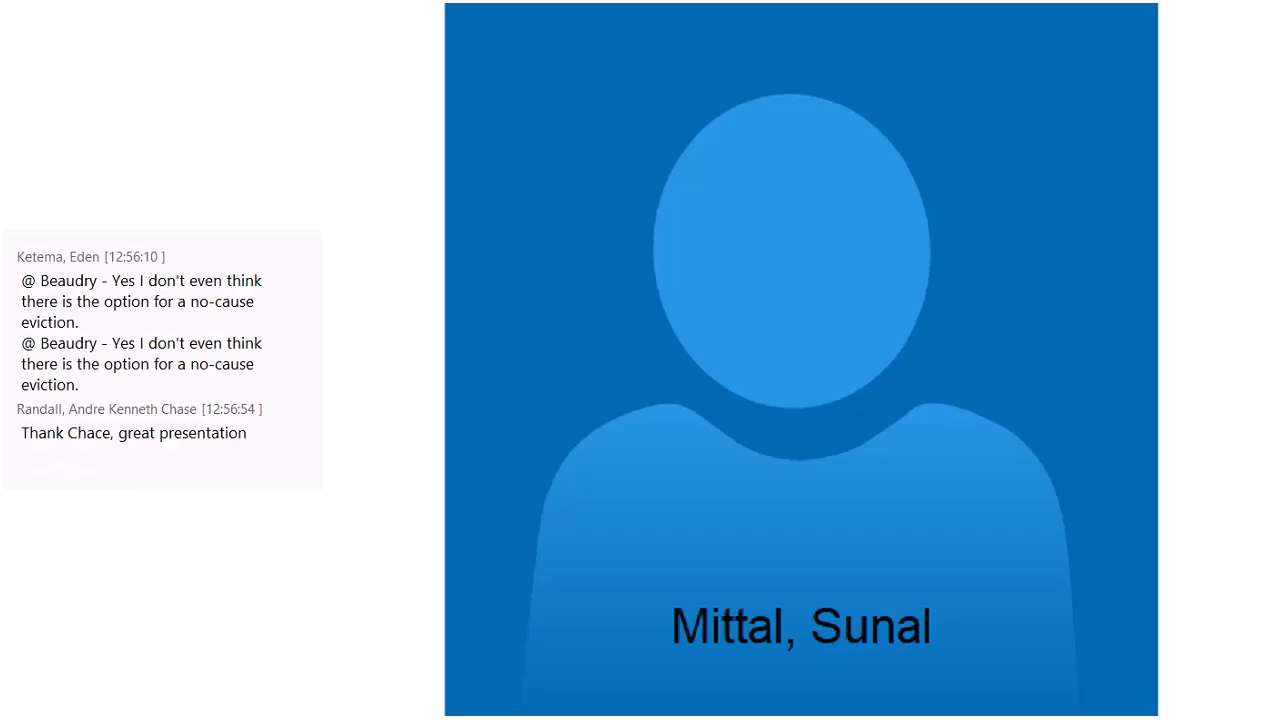 Ketema, Eden [12:56:10 ]
@ Beaudry - Yes I don't even think
there is the option for a no-cause
eviction.
@ Beaudry - Yes I don't even think
there is the option for a no-cause
eviction.
Randall, Andre Kenneth Chase [12:56:54 ]
Thank Chace, great presentation
Mittal, Sunal